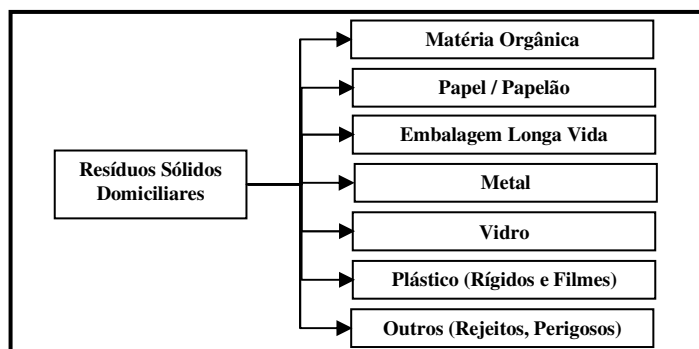 Matéria Orgânica
Papel / Papelão
Embalagem Longa Vida
Resíduos Sólidos
Domiciliares
Metal
Vidro
Plástico (Rígidos e Filmes)
Outros (Rejeitos, Perigosos)